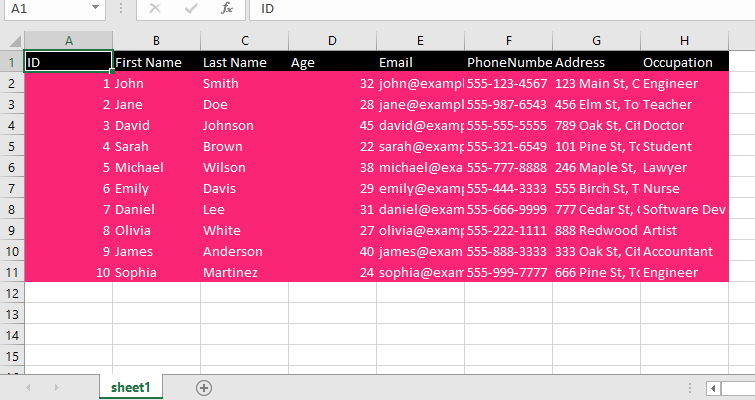 A1 fx ID
A B C D E F G H
1 ID First Name Last Name Age Email PhoneNumbe Address Occupation
2 1 John Smith 32 john@exampl 555-123-4567 123 Main St, C Engineer
3 2 Jane Doe 28 jane@exampl 555-987-6543 456 Elm St, To Teacher
4 3 David Johnson 45 david@examp 555-555-5555 789 Oak St, Cit Doctor
5 4 Sarah Brown 22 sarah@examp 555-321-6549 101 Pine St, To Student
6 5 Michael Wilson 38 michael@exa 555-777-8888 246 Maple St, Lawyer
7 6 Emily Davis 29 emily@examp 555-444-3333 555 Birch St, T Nurse
8 7 Daniel Lee 31 daniel@exam 555-666-9999 777 Cedar St, Software Dev
9 8 Olivia White 27 olivia@examp 555-222-1111 888 Redwood Artist
10 9 James Anderson 40 james@exam 555-888-3333 333 Oak St, Cit Accountant
11 10 Sophia Martinez 24 sophia@exam 555-999-7777 666 Pine St, To Engineer
12
13
14
15
sheet1